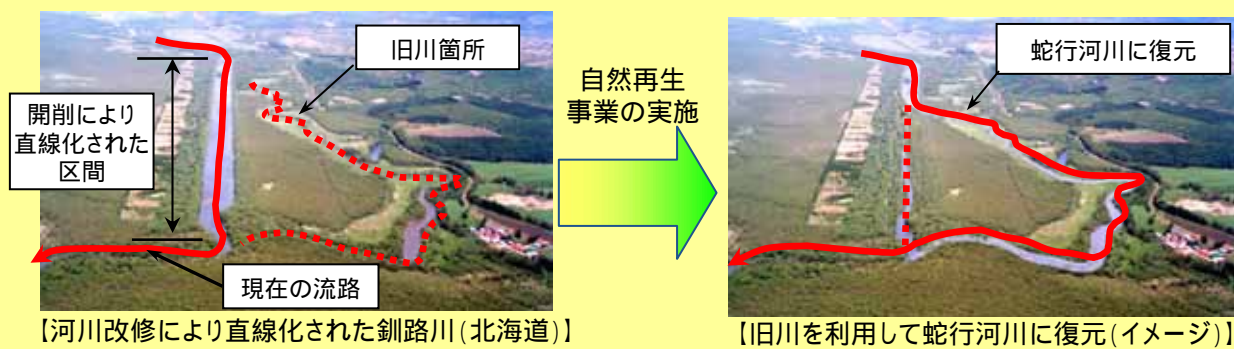 旧川箇所
開削により
直線化された
区間
現在の流路
【河川改修により直線化された釧路川(北海道)】
自然再生
事業の実施
蛇行河川に復元
【旧川を利用して蛇行河川に復元(イメージ)】